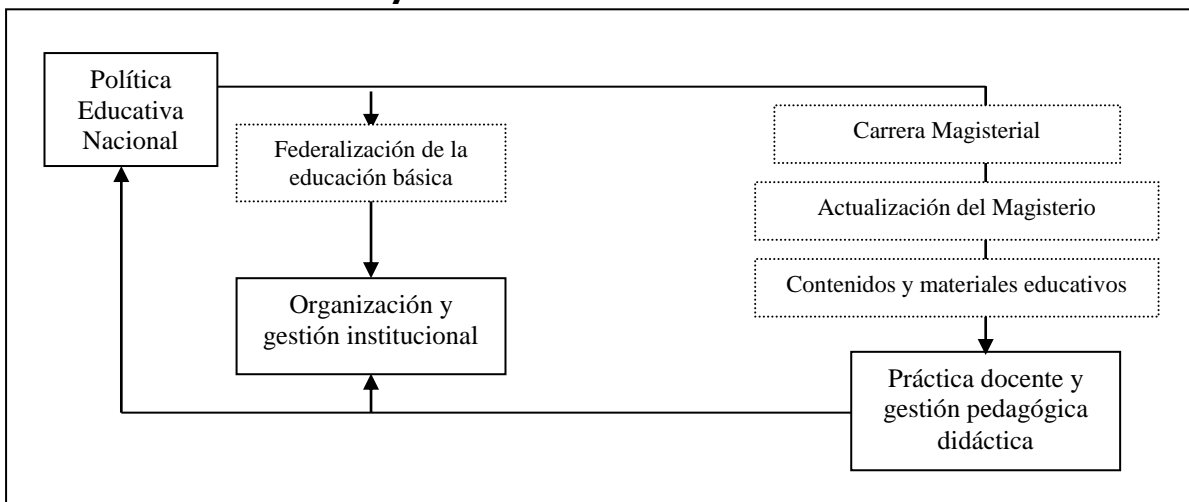 Política
Educativa
Nacional
Federalización de la
educación básica
Organización y
gestión institucional
Carrera Magisterial
Actualización del Magisterio
Contenidos y materiales educativos
Práctica docente y
gestión pedagógica
didáctica